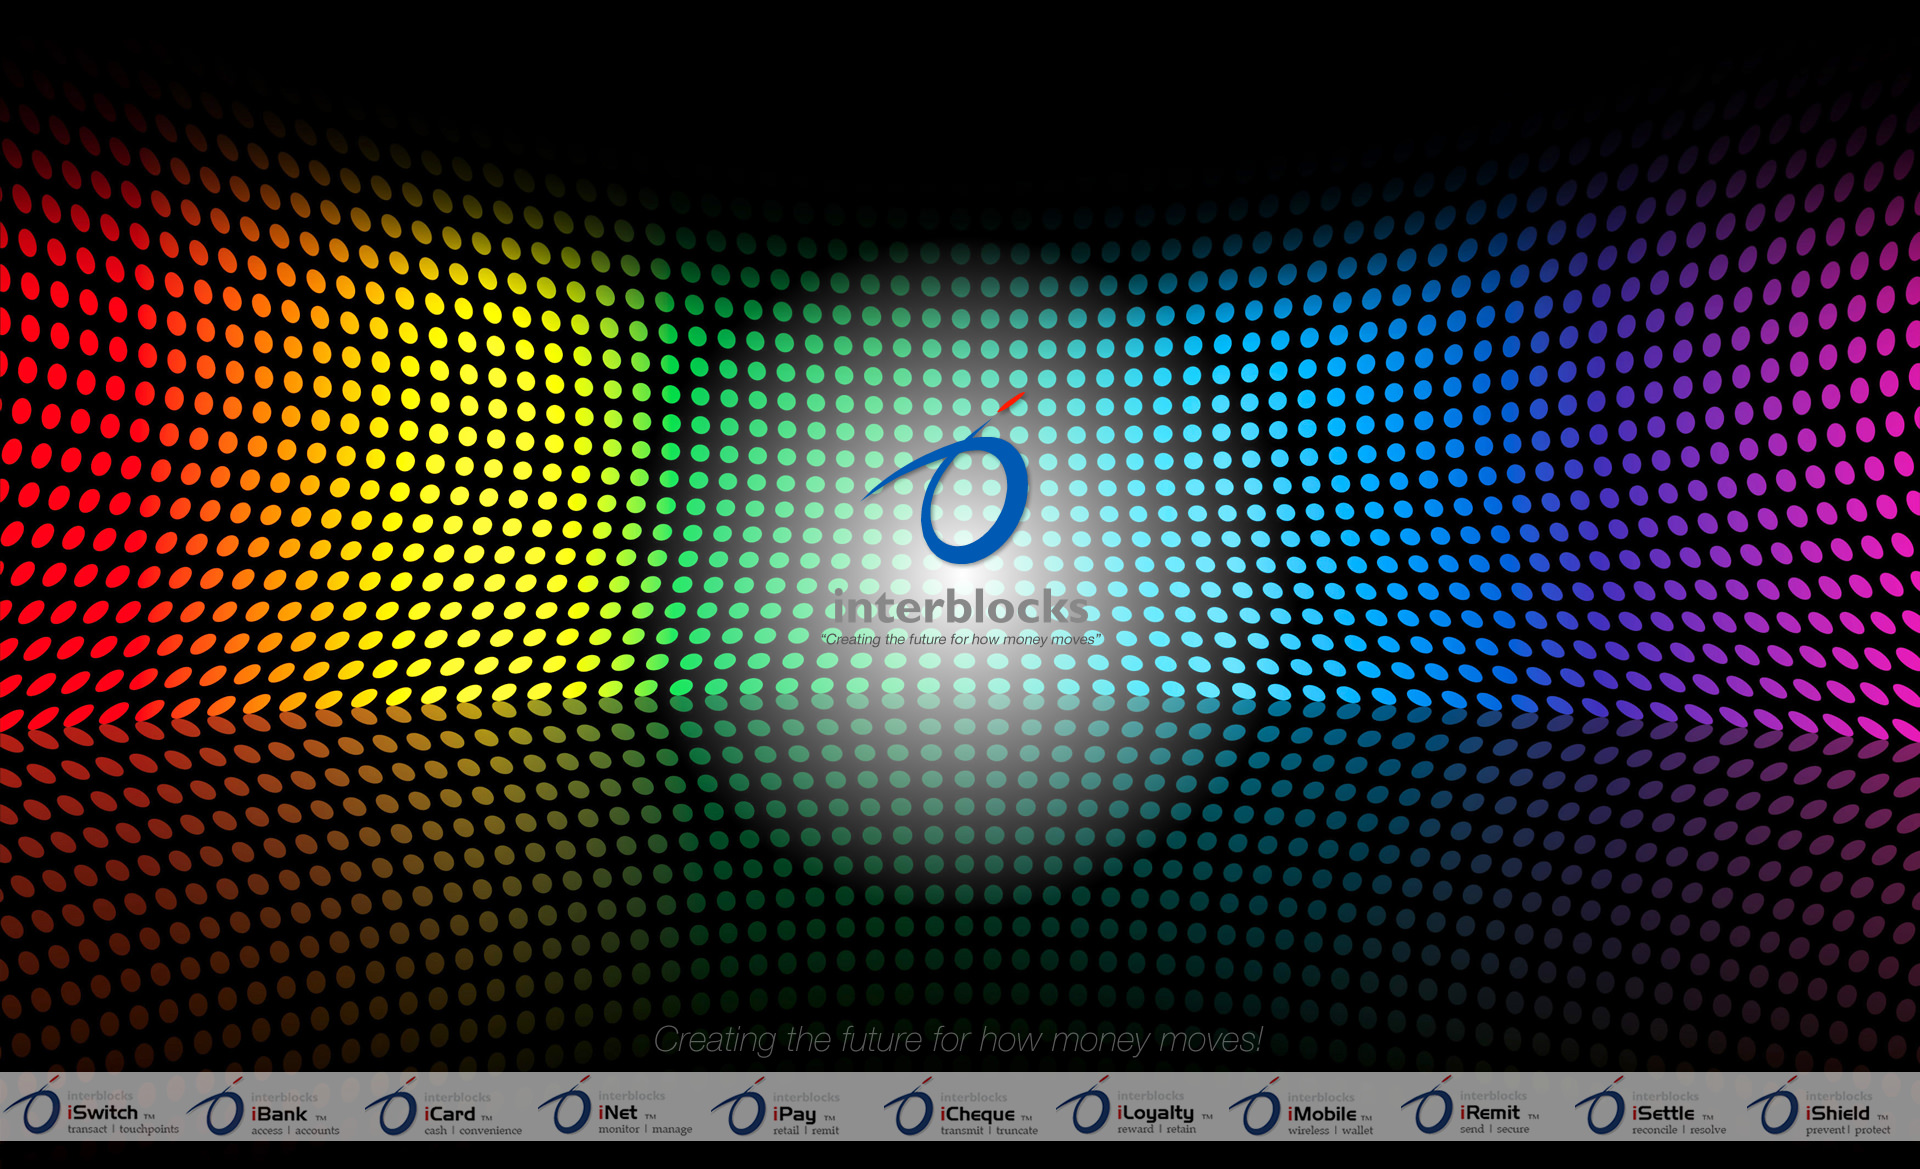 interblocks
“Creating the future for how money moves”
Creating the future for how money moves!
interblocks
iSwitch ™
transact | touchpoints
interblocks
iBank ™
access | accounts
interblocks
iCard ™
cash | convenience
interblocks
iNet ™
monitor | manage
interblocks
iPay ™
retail | remit
interblocks
iCheque ™
transmit | truncate
interblocks
iLoyalty ™
reward | retain
interblocks
iMobile ™
wireless | wallet
interblocks
iRemit ™
send | secure
interblocks
iSettle ™
reconcile | resolve
interblocks
iShield ™
prevent | protect